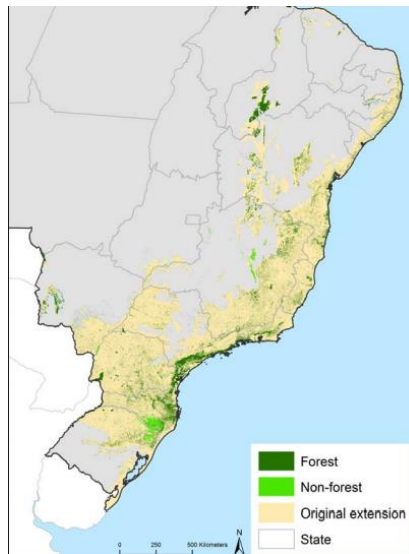 Forest
Non-forest
Original extension
State
0 250 500 Kilometers
N